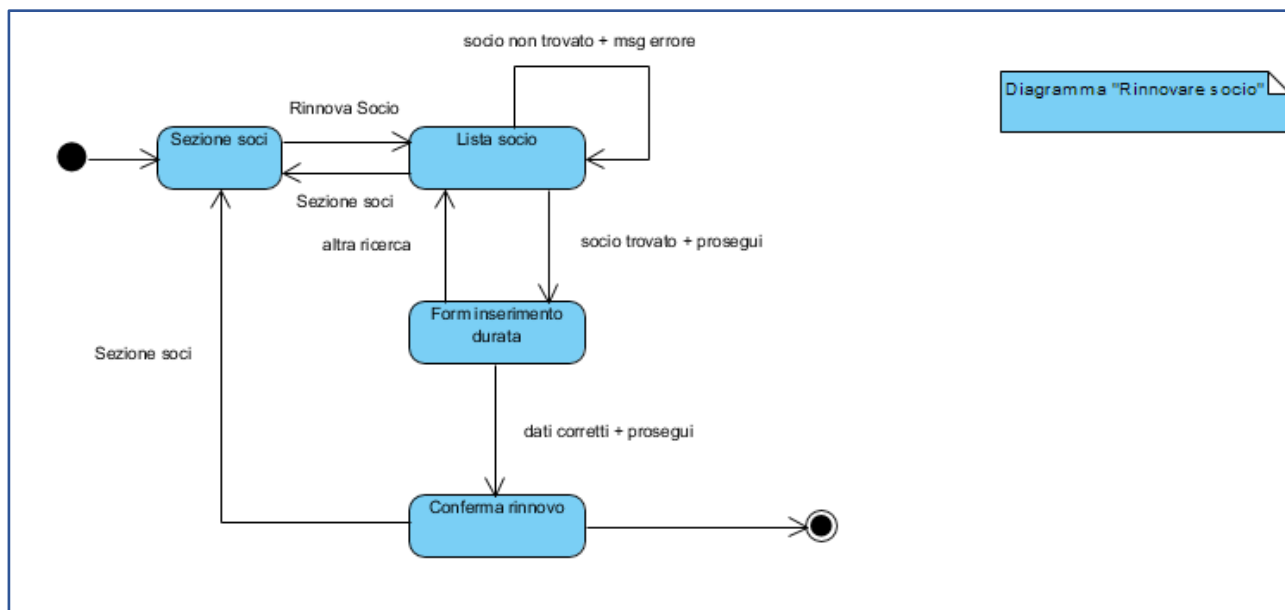 socio non trovato + msg errore
Diagramma "Rinnovare socio"
Rinnova Socio
Sezione soci
Lista socio
Sezione soci
altra ricerca
socio trovato + prosegui
Form inserimento
durata
Sezione soci
dati corretti + prosegui
Conferma rinnovo